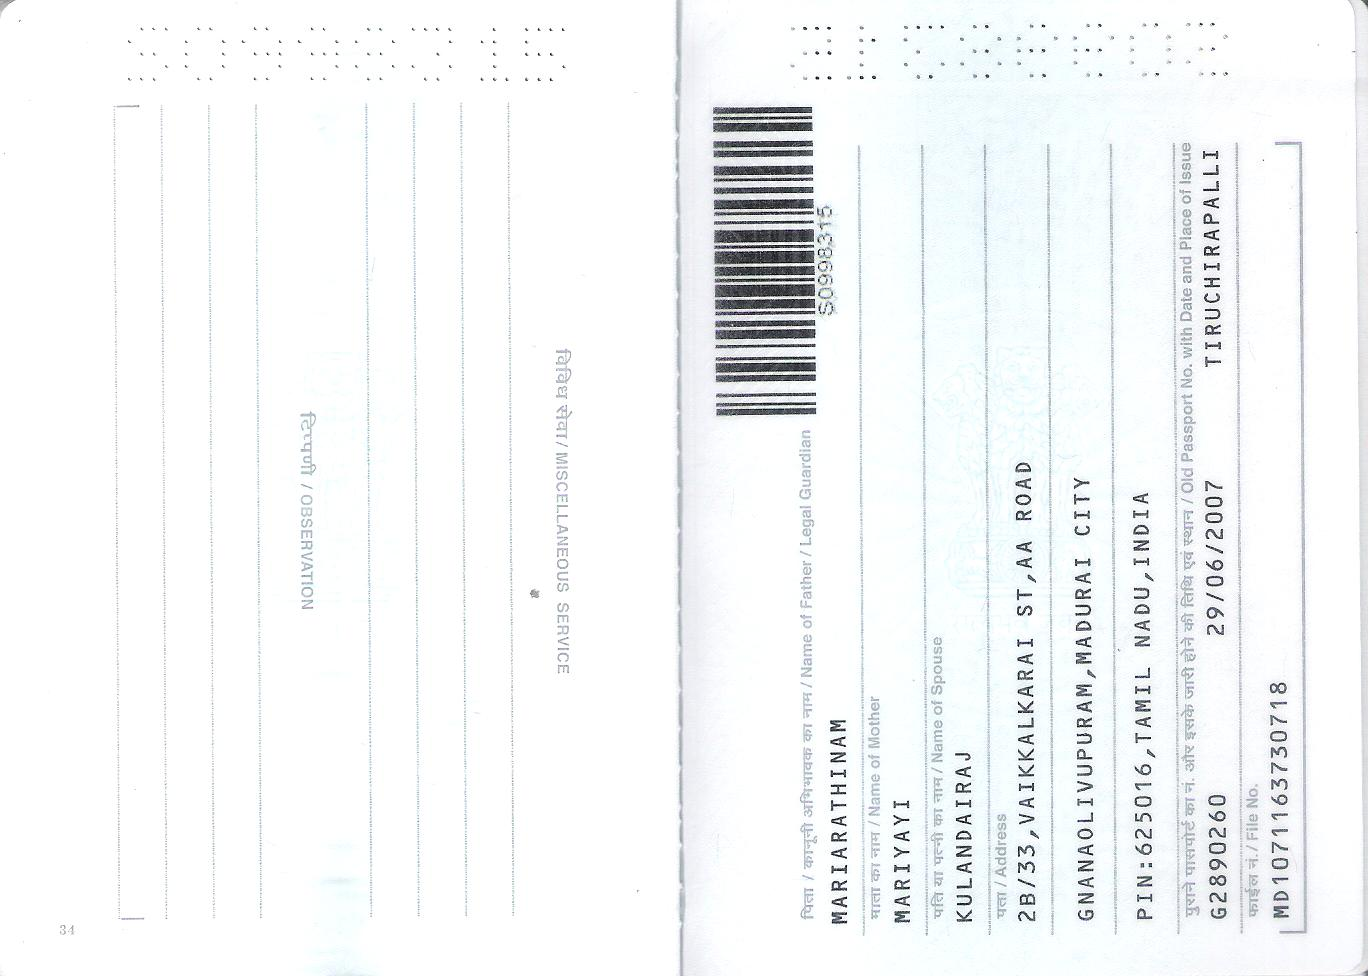 विविध सेवा / MISCELLANEOUS SERVICE
टिप्पणी / OBSERVATION
34
S0998315
पिता / कानूनी अभिभावक का नाम / Name of Father / Legal Guardian
MARIARATHINAM
माता का नाम / Name of Mother
MARIYAYI
पति या पत्नी का नाम / Name of Spouse
KULANDAIRAJ
पता / Address
2B/33,VAIKKALKARAI ST,AA ROAD
GNANAOLIVUPURAM,MADURAI CITY
PIN:625016,TAMIL NADU,INDIA
पुराने पासपोर्ट का नं. और इसके जारी होने की तिथि एवं स्थान / Old Passport No. with Date and Place of Issue
G2890260 29/06/2007 TIRUCHIRAPALLI
फाईल नं. / File No.
MD1071163730718